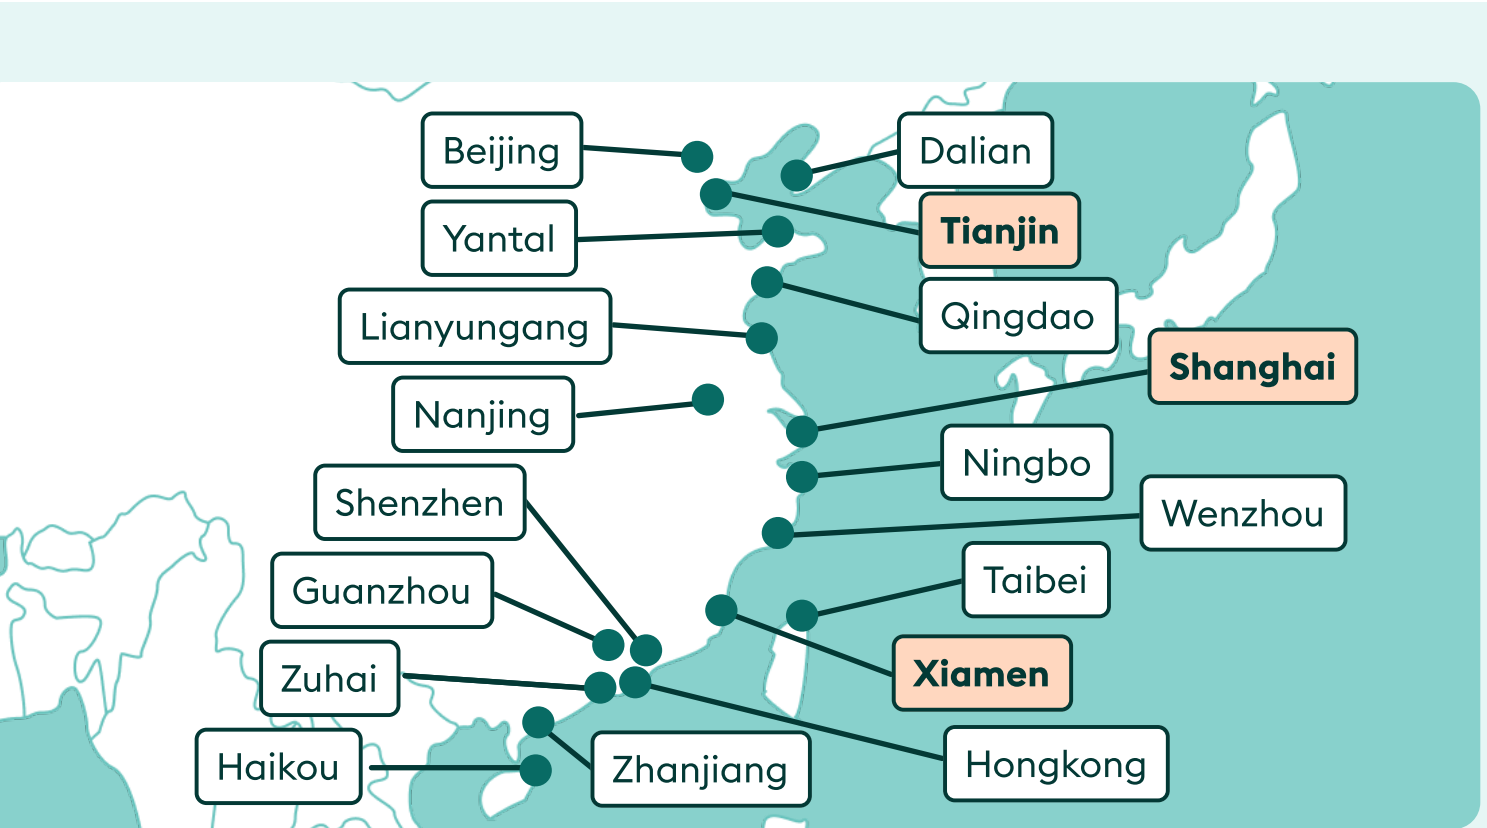 Beijing
Dalian
Yantal
Tianjin
Lianyungang
Qingdao
Shanghai
Nanjing
Ningbo
Shenzhen
Wenzhou
Guanzhou
Taibei
Zuhai
Xiamen
Haikou
Zhanjiang
Hongkong